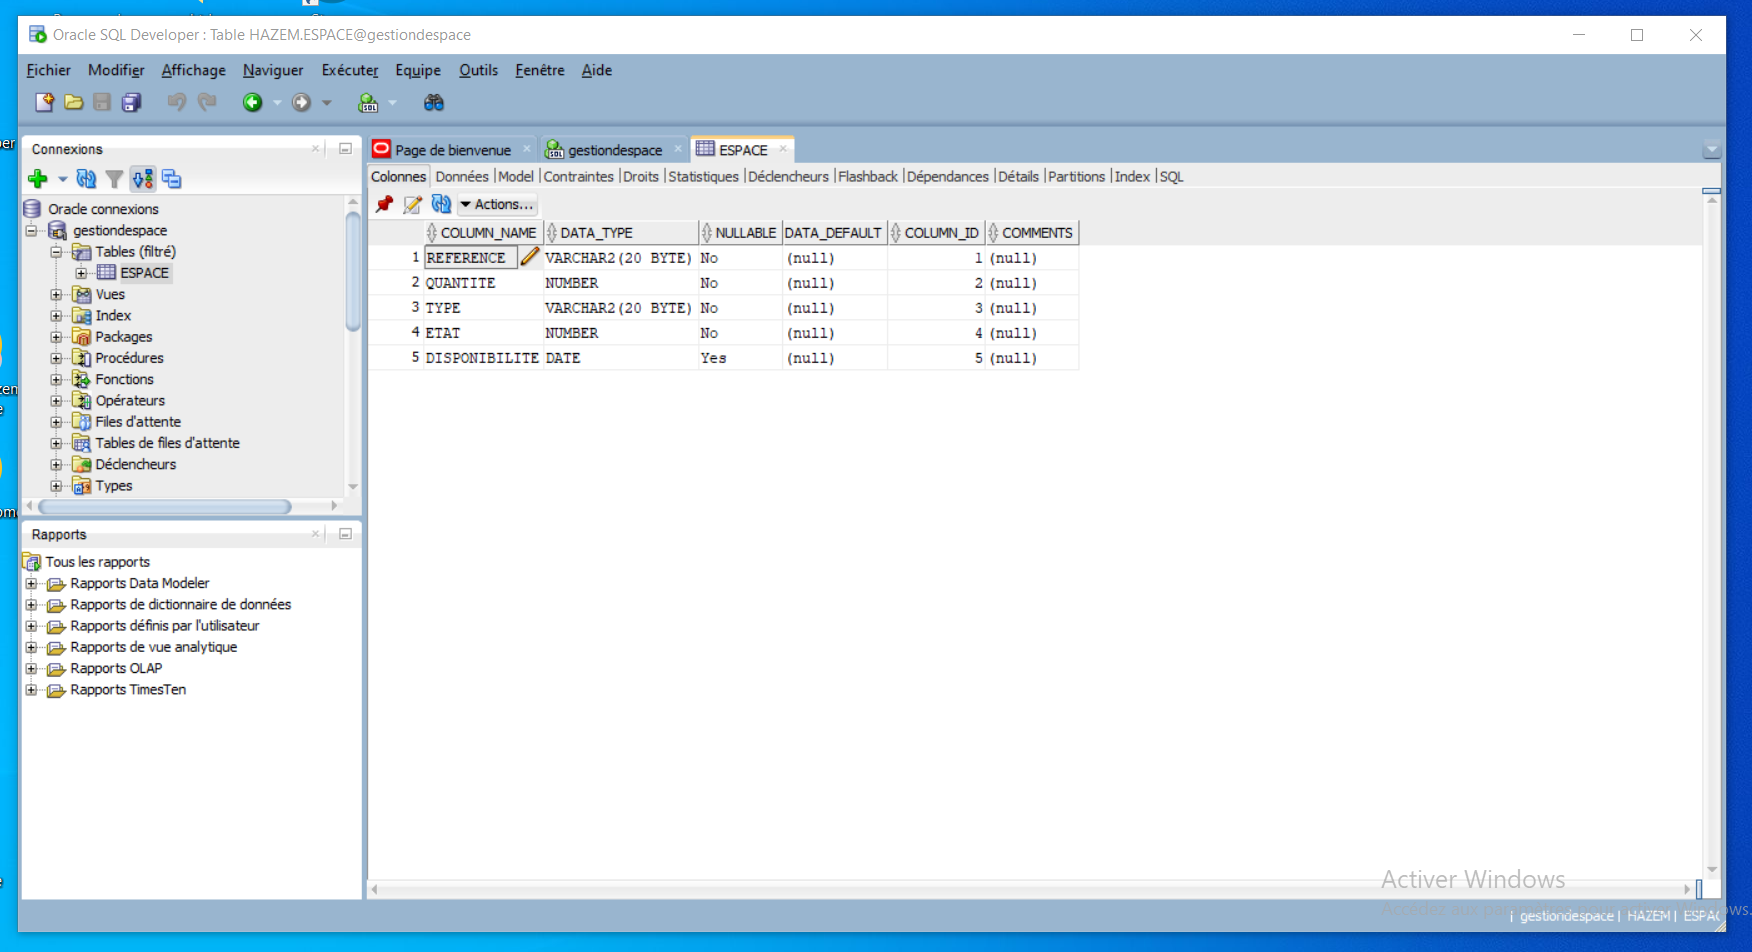 Oracle SQL Developer : Table HAZEM.ESPACE@gestiondespace
Fichier Modifier Affichage Naviguer Exécuter Equipe Outils Fenêtre Aide
Connexions
Oracle connexions
gestiondespace
Tables (filtré)
ESPACE
Vues
Index
Packages
Procédures
Fonctions
Opérateurs
Files d'attente
Tables de files d'attente
Déclencheurs
Types
Rapports
Tous les rapports
Rapports Data Modeler
Rapports de dictionnaire de données
Rapports définis par l'utilisateur
Rapports de vue analytique
Rapports OLAP
Rapports TimesTen
Page de bienvenue gestiondespace ESPACE
Colonnes Données Model Contraintes Droits Statistiques Déclencheurs Flashback Dépendances Détails Partitions Index SQL
Actions...
COLUMN_NAME DATA_TYPE NULLABLE DATA_DEFAULT COLUMN_ID COMMENTS
1 REFERENCE VARCHAR2(20 BYTE) No (null) 1 (null)
2 QUANTITE NUMBER No (null) 2 (null)
3 TYPE VARCHAR2(20 BYTE) No (null) 3 (null)
4 ETAT NUMBER No (null) 4 (null)
5 DISPONIBILITE DATE Yes (null) 5 (null)
Activer Windows
Accédez aux paramètres pour
gestiondespace | HAZEM | ESPAC